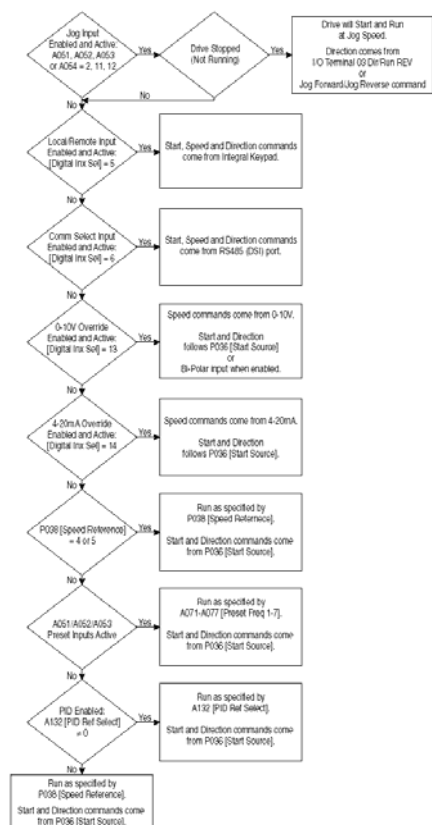 Jog Input
Enabled and Active:
A051, A052, A053
or A054 = 2, 11, 12
Yes
Drive Stopped
(Not Running)
Yes
Drive will Start and Run
at Jog Speed.
Direction comes from
I/O Terminal 03 Dir/Run REV
or
Jog Forward/Jog Reverse command
No
No
Local/Remote Input
Enabled and Active:
[Digital Inx Sel] = 5
Yes
Start, Speed and Direction commands
come from Integral Keypad.
No
Comm Select Input
Enabled and Active:
[Digital Inx Sel] = 6
Yes
Start, Speed and Direction commands
come from RS485 (DSI) port.
No
0-10V Override
Enabled and Active:
[Digital Inx Sel] = 13
Yes
Speed commands come from 0-10V.
Start and Direction
follows P036 [Start Source]
or
Bi-Polar input when enabled.
No
4-20mA Override
Enabled and Active:
[Digital Inx Sel] = 14
Yes
Speed commands come from 4-20mA.
Start and Direction
follows P036 [Start Source].
No
P038 [Speed Reference]
= 4 or 5
Yes
Run as specified by
P038 [Speed Refernece].
Start and Direction commands come
from P036 [Start Source].
No
A051/A052/A053
Preset Inputs Active
Yes
Run as specified by
A071-A077 [Preset Freq 1-7].
Start and Direction commands come
from P036 [Start Source].
No
PID Enabled:
A132 [PID Ref Select]
≠ 0
Yes
Run as specified by
A132 [PID Ref Select].
Start and Direction commands come
from P036 [Start Source].
No
Run as specified by
P038 [Speed Reference].
Start and Direction commands come
from P036 [Start Source].